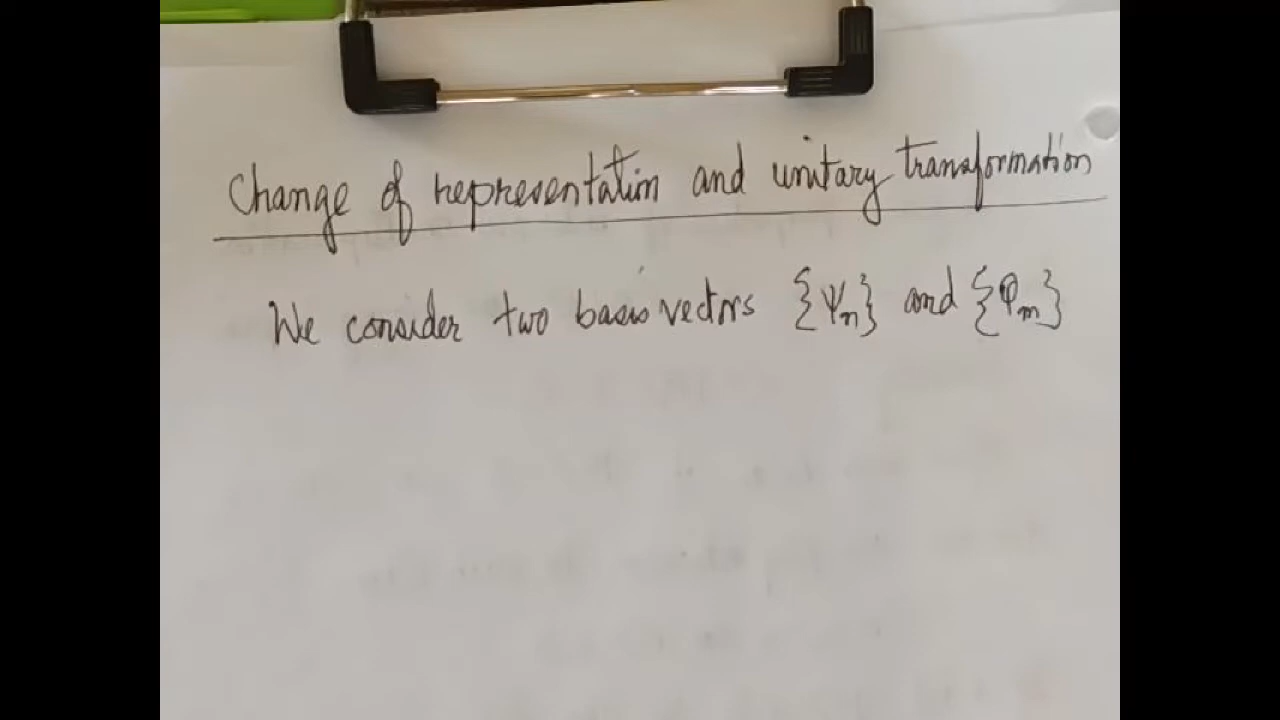 Change of representation and unitary transformation
We consider two basis vectors {Ψn} and {φm}